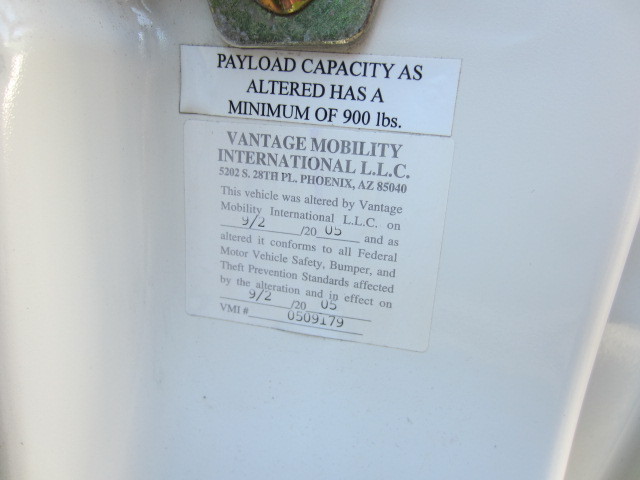 PAYLOAD CAPACITY AS
ALTERED HAS A
MINIMUM OF 900 lbs.
VANTAGE MOBILITY
INTERNATIONAL L.L.C.
5202 S. 28TH PL. PHOENIX, AZ 85040
This vehicle was altered by Vantage
Mobility International L.L.C. on
9/2 /20 05 and as
altered it conforms to all Federal
Motor Vehicle Safety, Bumper, and
Theft Prevention Standards affected
by the alteration and in effect on
9/2 /20 05
VMI # 0509179